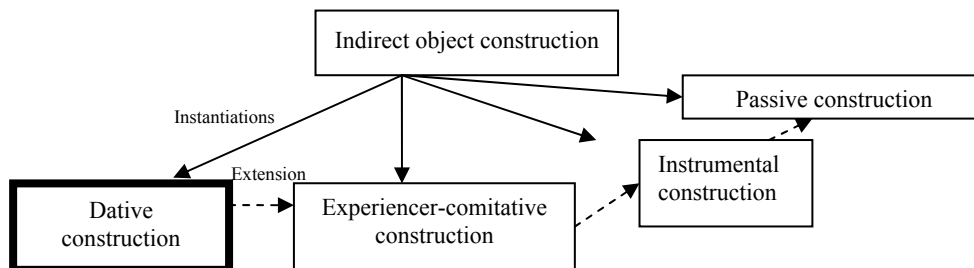 Indirect object construction
Passive construction
Instantiations
Instrumental
construction
Extension
Dative
construction
Experiencer-comitative
construction